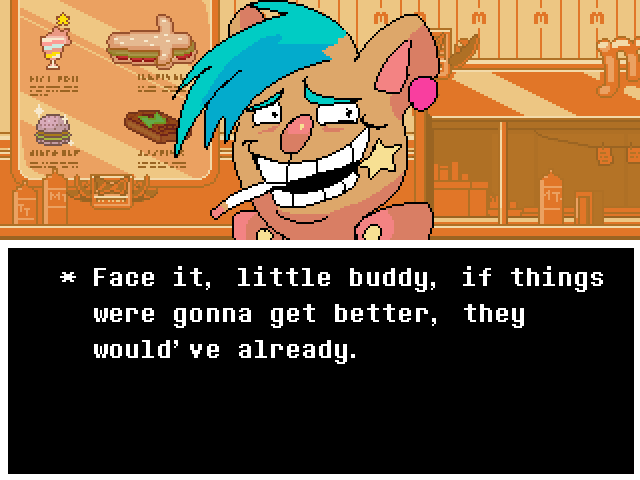 M M M M M
* Face it, little buddy, if things
were gonna get better, they
would've already.